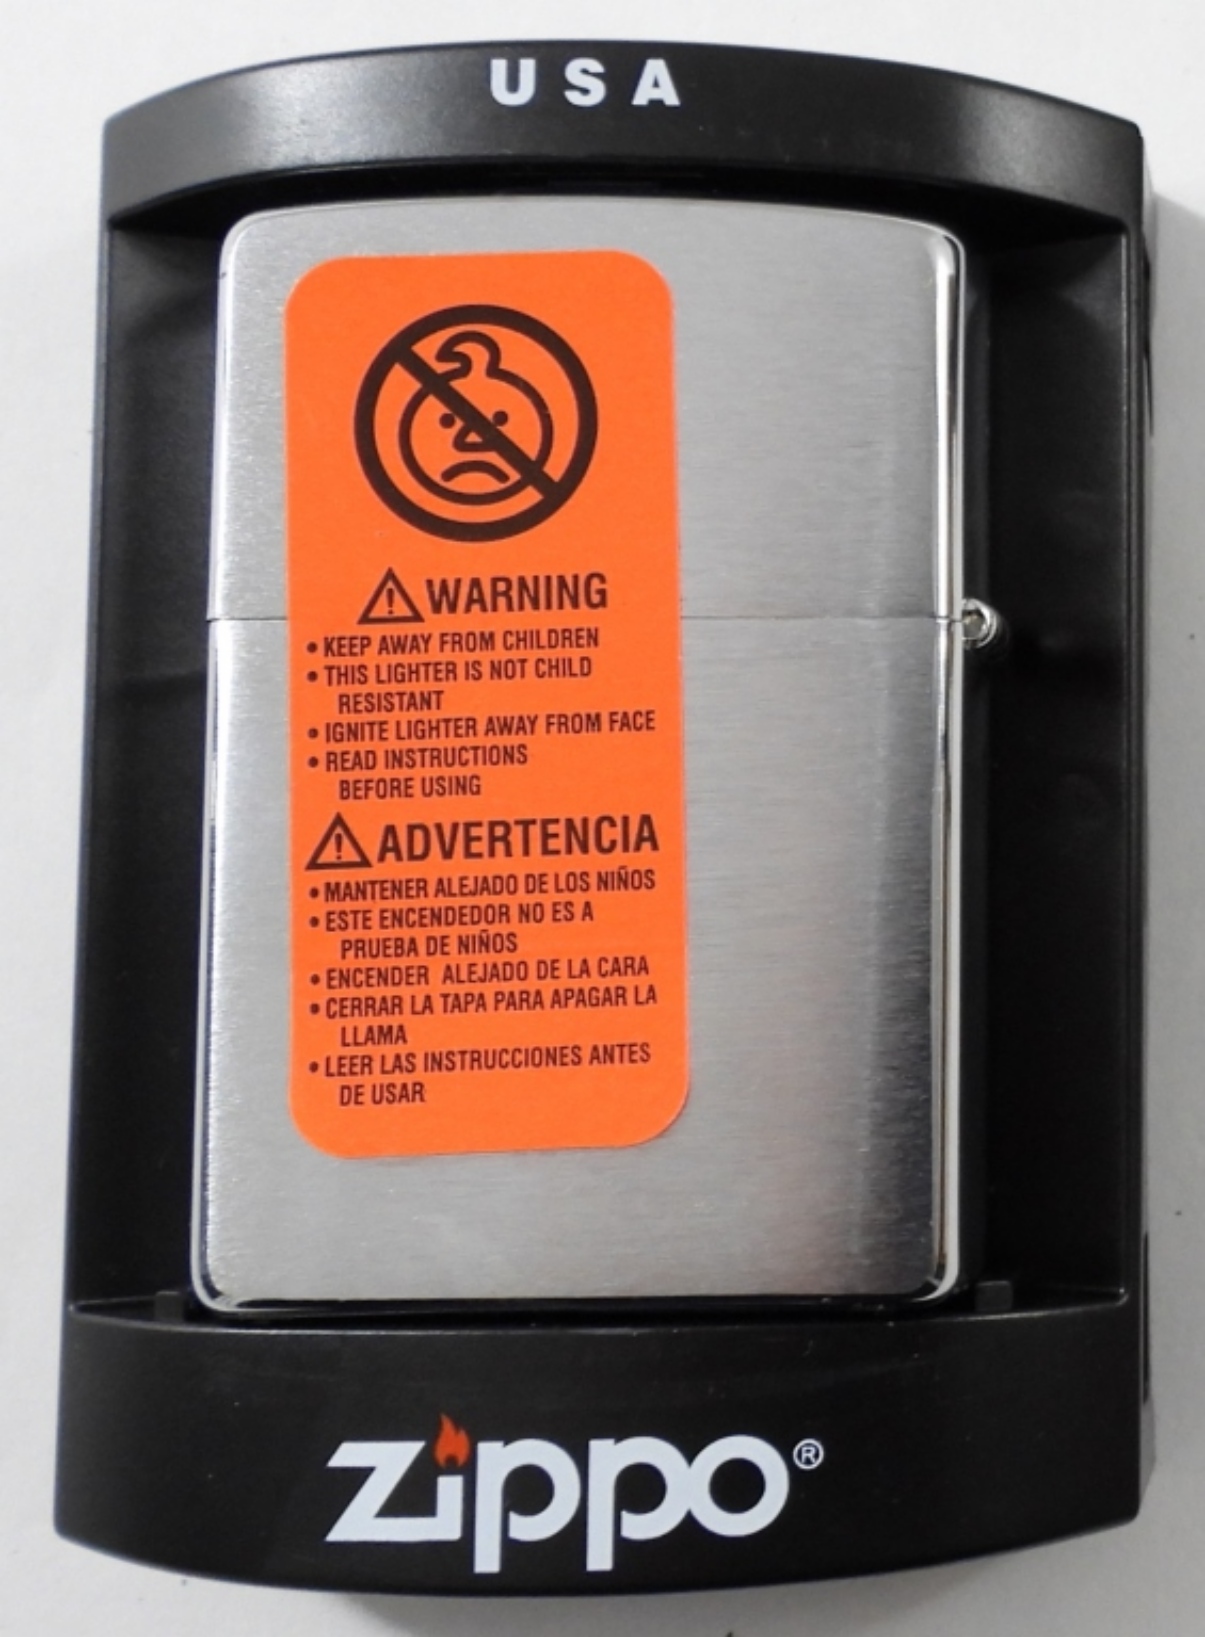 USA
⚠WARNING
• KEEP AWAY FROM CHILDREN
• THIS LIGHTER IS NOT CHILD
RESISTANT
• IGNITE LIGHTER AWAY FROM FACE
• READ INSTRUCTIONS
BEFORE USING
⚠ADVERTENCIA
• MANTENER ALEJADO DE LOS NIÑOS
• ESTE ENCENDEDOR NO ES A
PRUEBA DE NIÑOS
• ENCENDER ALEJADO DE LA CARA
• CERRAR LA TAPA PARA APAGAR LA
LLAMA
• LEER LAS INSTRUCCIONES ANTES
DE USAR
Zippo®